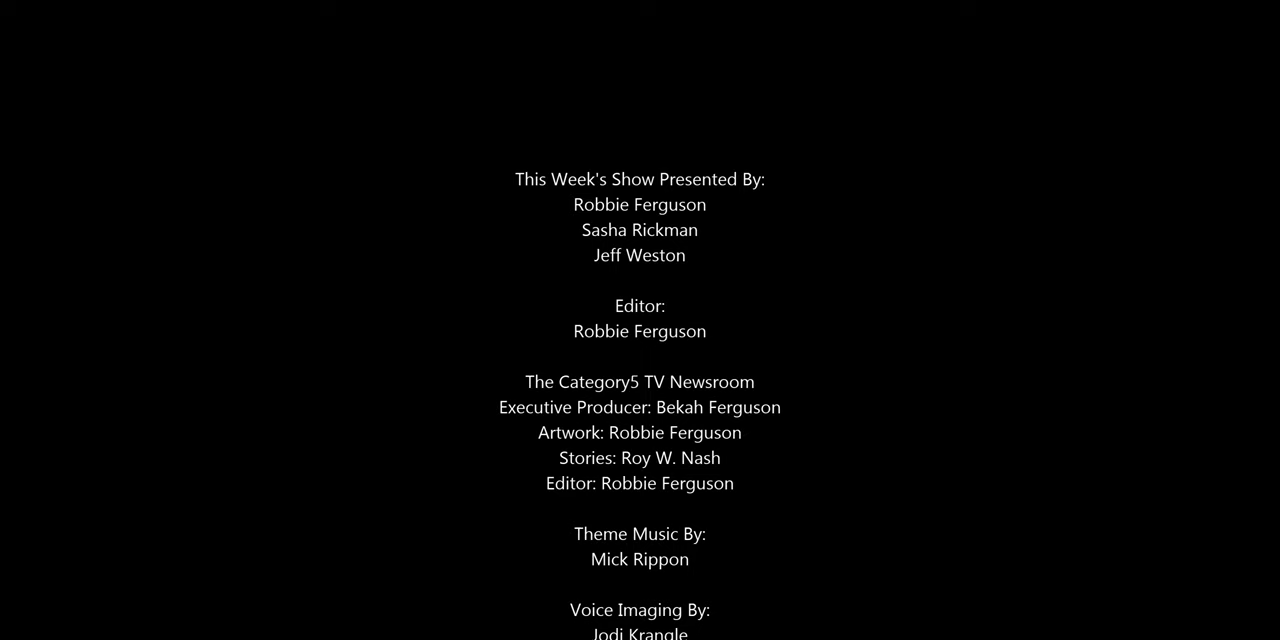 This Week's Show Presented By:
Robbie Ferguson
Sasha Rickman
Jeff Weston
Editor:
Robbie Ferguson
The Category5 TV Newsroom
Executive Producer: Bekah Ferguson
Artwork: Robbie Ferguson
Stories: Roy W. Nash
Editor: Robbie Ferguson
Theme Music By:
Mick Rippon
Voice Imaging By:
Jodi Krangle